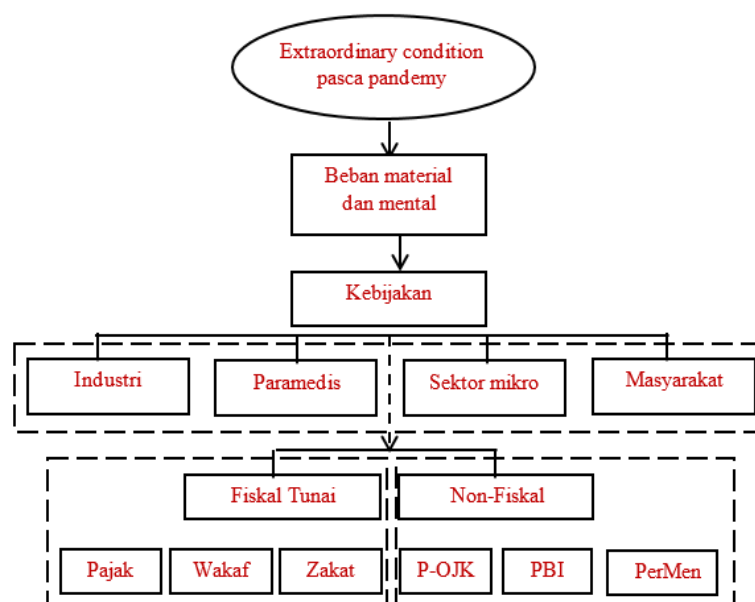 Extraordinary condition
pasca pandemy
Beban material
dan mental
Kebijakan
Industri
Paramedis
Sektor mikro
Masyarakat
Fiskal Tunai
Non-Fiskal
Pajak
Wakaf
Zakat
P-OJK
PBI
PerMen